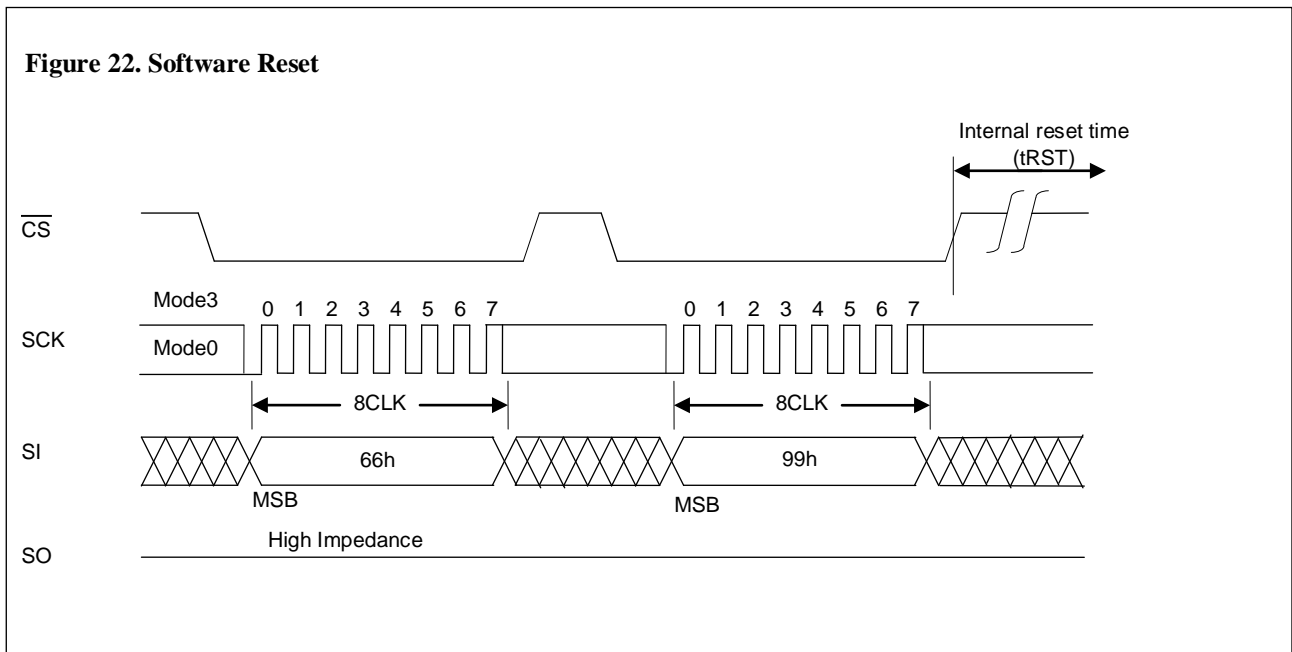 Figure 22. Software Reset
Internal reset time
(tRST)
CS
Mode3
0 1 2 3 4 5 6 7
0 1 2 3 4 5 6 7
SCK
Mode0
8CLK
8CLK
SI
66h
99h
MSB
MSB
High Impedance
SO